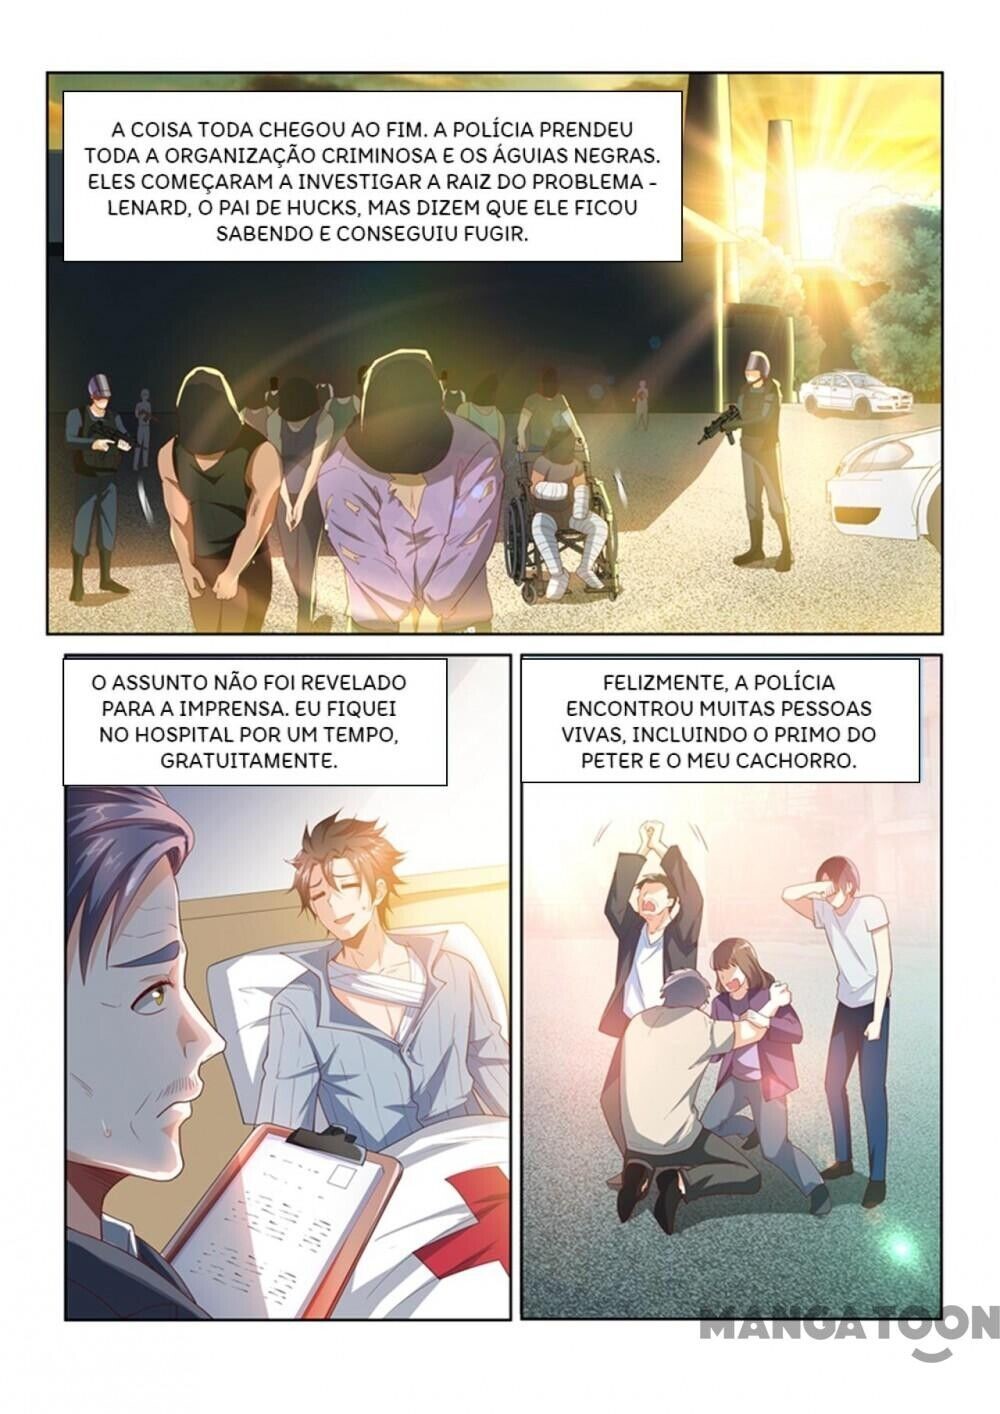 A COISA TODA CHEGOU AO FIM. A POLÍCIA PRENDEU
TODA A ORGANIZAÇÃO CRIMINOSA E OS ÁGUIAS NEGRAS.
ELES COMEÇARAM A INVESTIGAR A RAIZ DO PROBLEMA -
LENARD, O PAI DE HUCKS, MAS DIZEM QUE ELE FICOU
SABENDO E CONSEGUIU FUGIR.
O ASSUNTO NÃO FOI REVELADO
PARA A IMPRENSA. EU FIQUEI
NO HOSPITAL POR UM TEMPO,
GRATUITAMENTE.
FELIZMENTE, A POLÍCIA
ENCONTROU MUITAS PESSOAS
VIVAS, INCLUINDO O PRIMO DO
PETER E O MEU CACHORRO.
MANGATOON